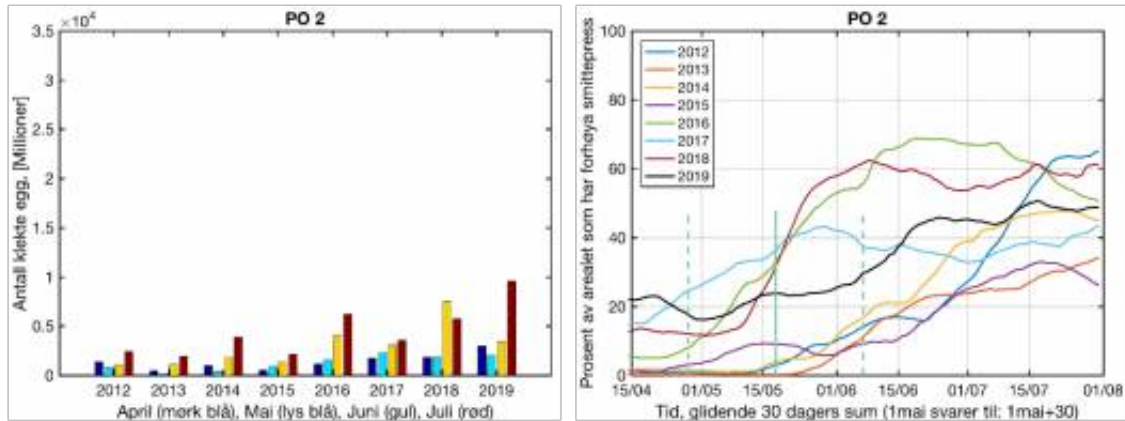 PO 2
×10⁴
3.5
3
2.5
2
1.5
1
0.5
0
Antall klekte egg, [Millioner]
2012 2013 2014 2015 2016 2017 2018 2019
April (mørk blå), Mai (lys blå), Juni (gul), Juli (rød)
PO 2
100
80
60
40
20
0
Prosent av arealet som har forhøya smittepress
2012
2013
2014
2015
2016
2017
2018
2019
15/04 01/05 15/05 01/06 15/06 01/07 15/07 01/08
Tid, glidende 30 dagers sum (1mai svarer til: 1mai+30)